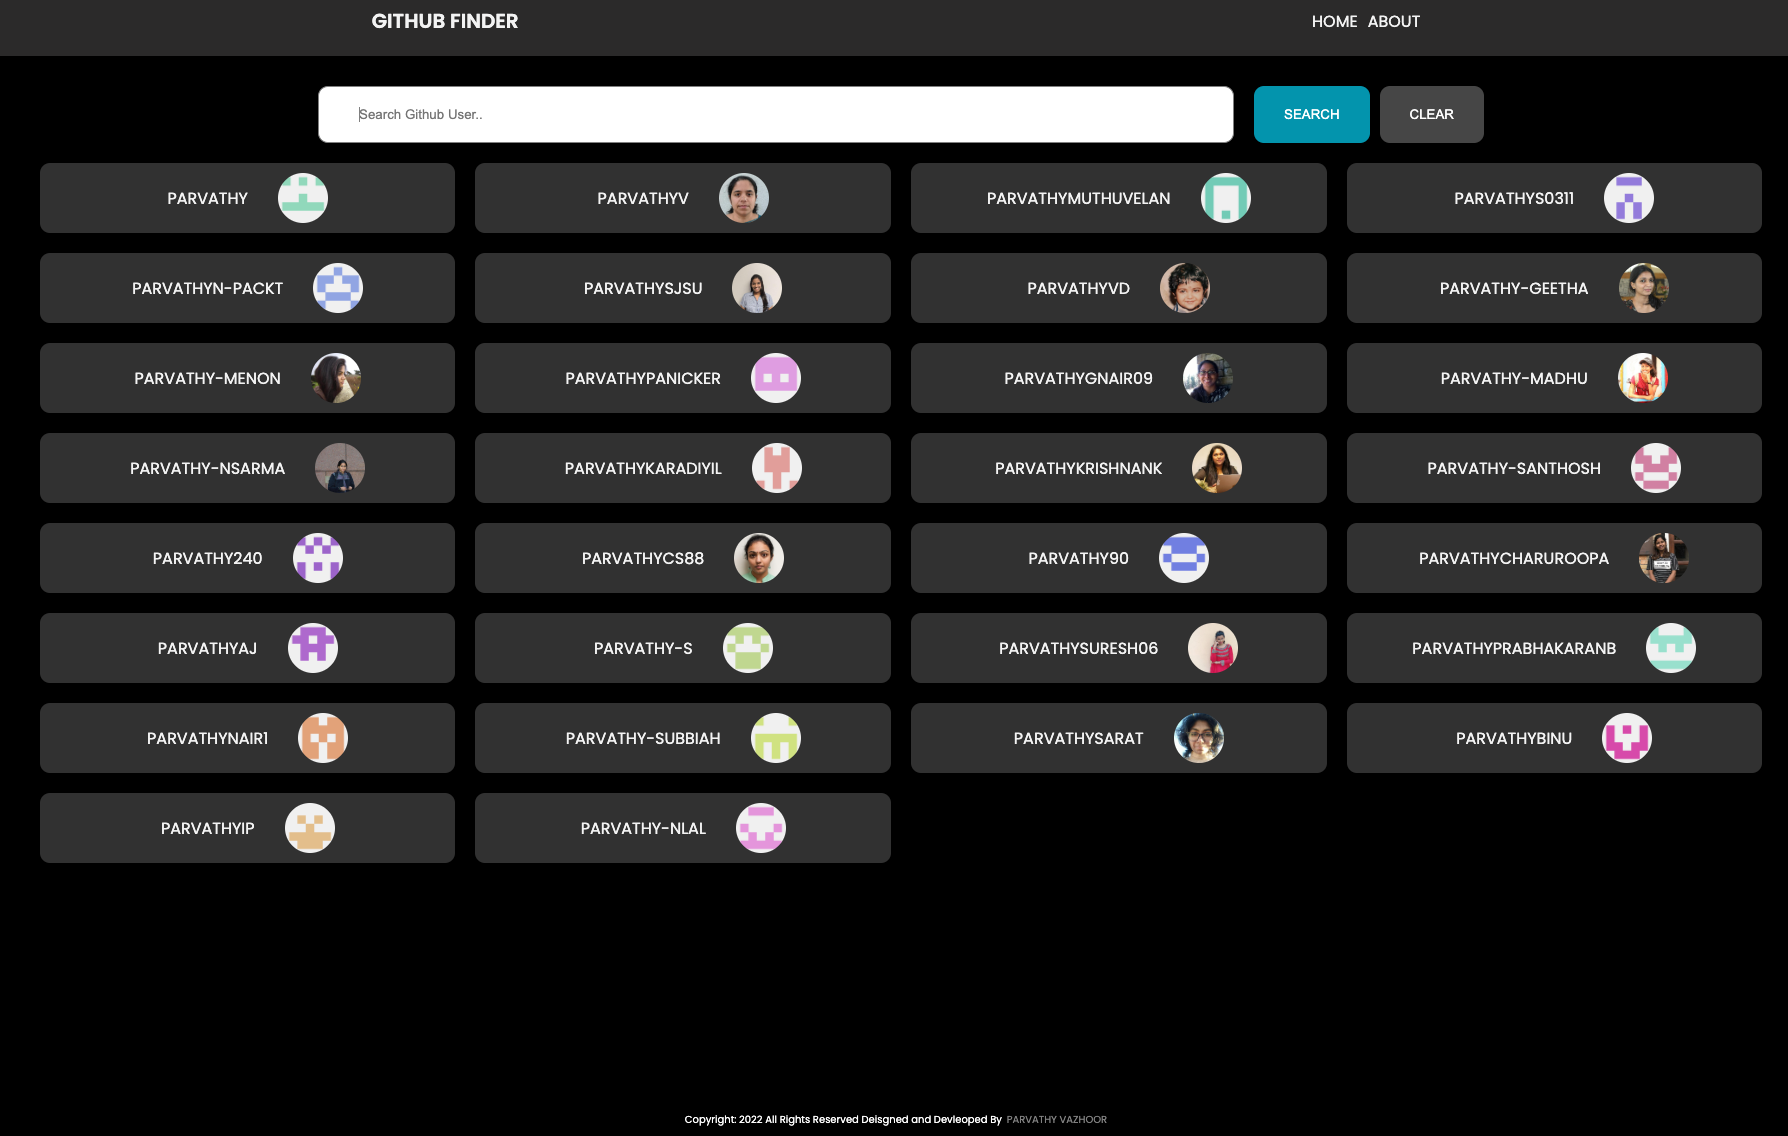 GITHUB FINDER
HOME ABOUT
Search Github User..
SEARCH
CLEAR
PARVATHY
PARVATHYV
PARVATHYMUTHUVELAN
PARVATHYS0311
PARVATHYN-PACKT
PARVATHYSJSU
PARVATHYVD
PARVATHY-GEETHA
PARVATHY-MENON
PARVATHYPANICKER
PARVATHYGNAIR09
PARVATHY-MADHU
PARVATHY-NSARMA
PARVATHYKARADIYIL
PARVATHYKRISHNANK
PARVATHY-SANTHOSH
PARVATHY240
PARVATHYCS88
PARVATHY90
PARVATHYCHARUROOPA
PARVATHYAJ
PARVATHY-S
PARVATHYSURESH06
PARVATHYPRABHAKARANB
PARVATHYNAIR1
PARVATHY-SUBBIAH
PARVATHYSARAT
PARVATHYBINU
PARVATHYIP
PARVATHY-NLAL
Copyright: 2022 All Rights Reserved Deisgned and Devleoped By PARVATHY VAZHOOR